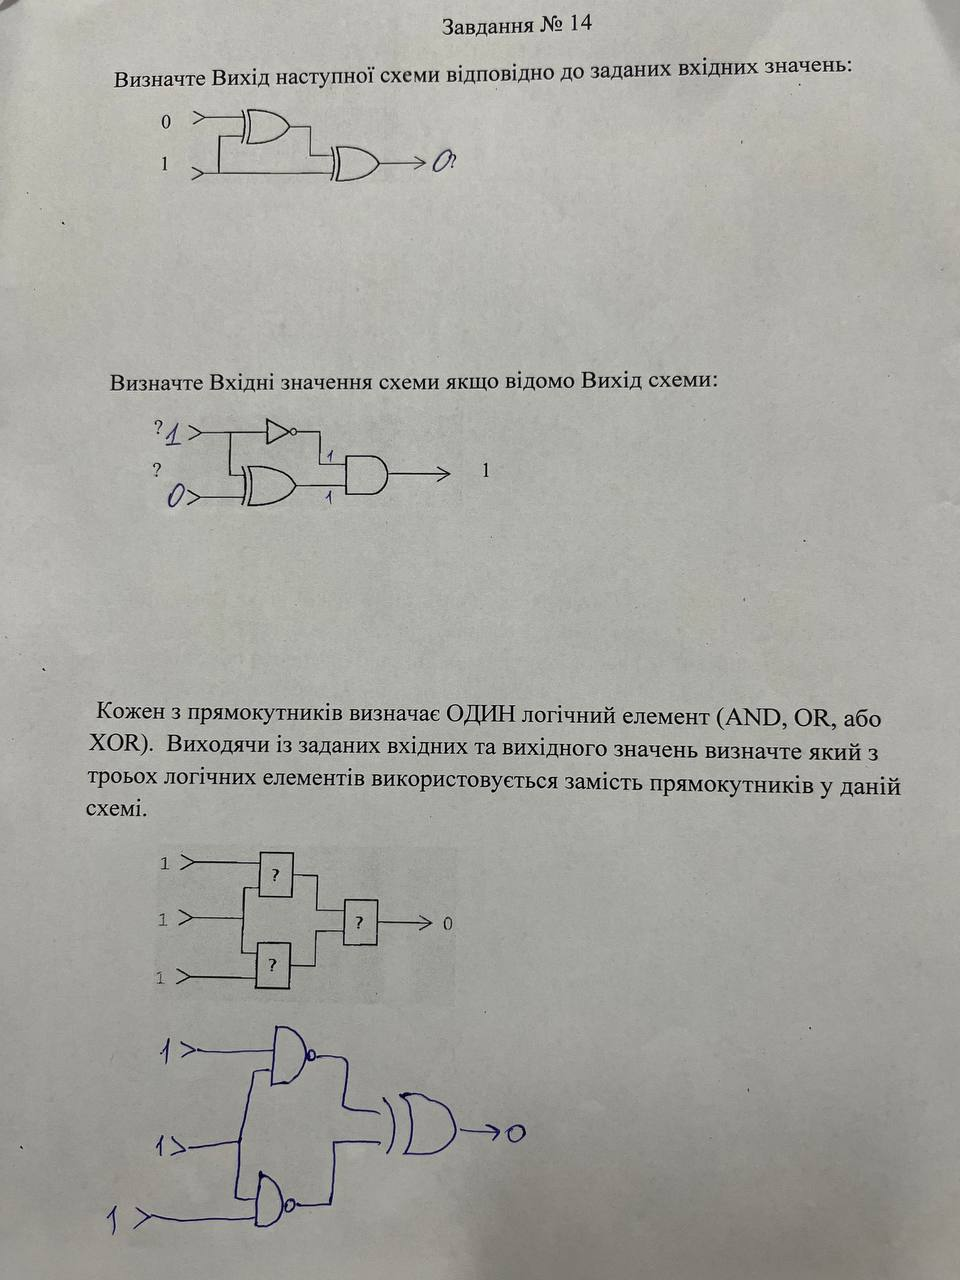 Завдання № 14
Визначте Вихід наступної схеми відповідно до заданих вхідних значень:
0
1
0?
Визначте Вхідні значення схеми якщо відомо Вихід схеми:
?1
1
?
1
0
1
Кожен з прямокутників визначає ОДИН логічний елемент (AND, OR, або
XOR). Виходячи із заданих вхідних та вихідного значень визначте який з
трьох логічних елементів використовується замість прямокутників у даній
схемі.
1
?
1
?
0
?
1
1
1
0
1